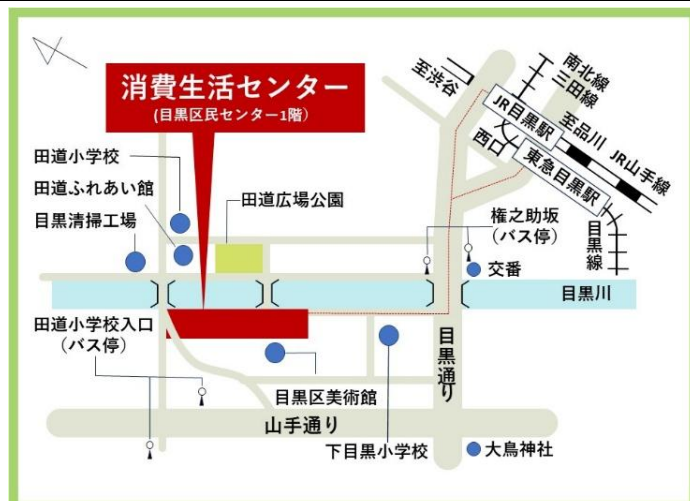 消費生活センター
(目黒区民センター1階)
田道小学校
田道ふれあい館
目黒清掃工場
田道広場公園
至渋谷
南北線
三田線
JR目黒駅
至品川 JR山手線
西口
東急目黒駅
目黒線
権之助坂
(バス停)
交番
目黒川
田道小学校入口
(バス停)
目黒区美術館
目黒通り
山手通り
下目黒小学校
大鳥神社